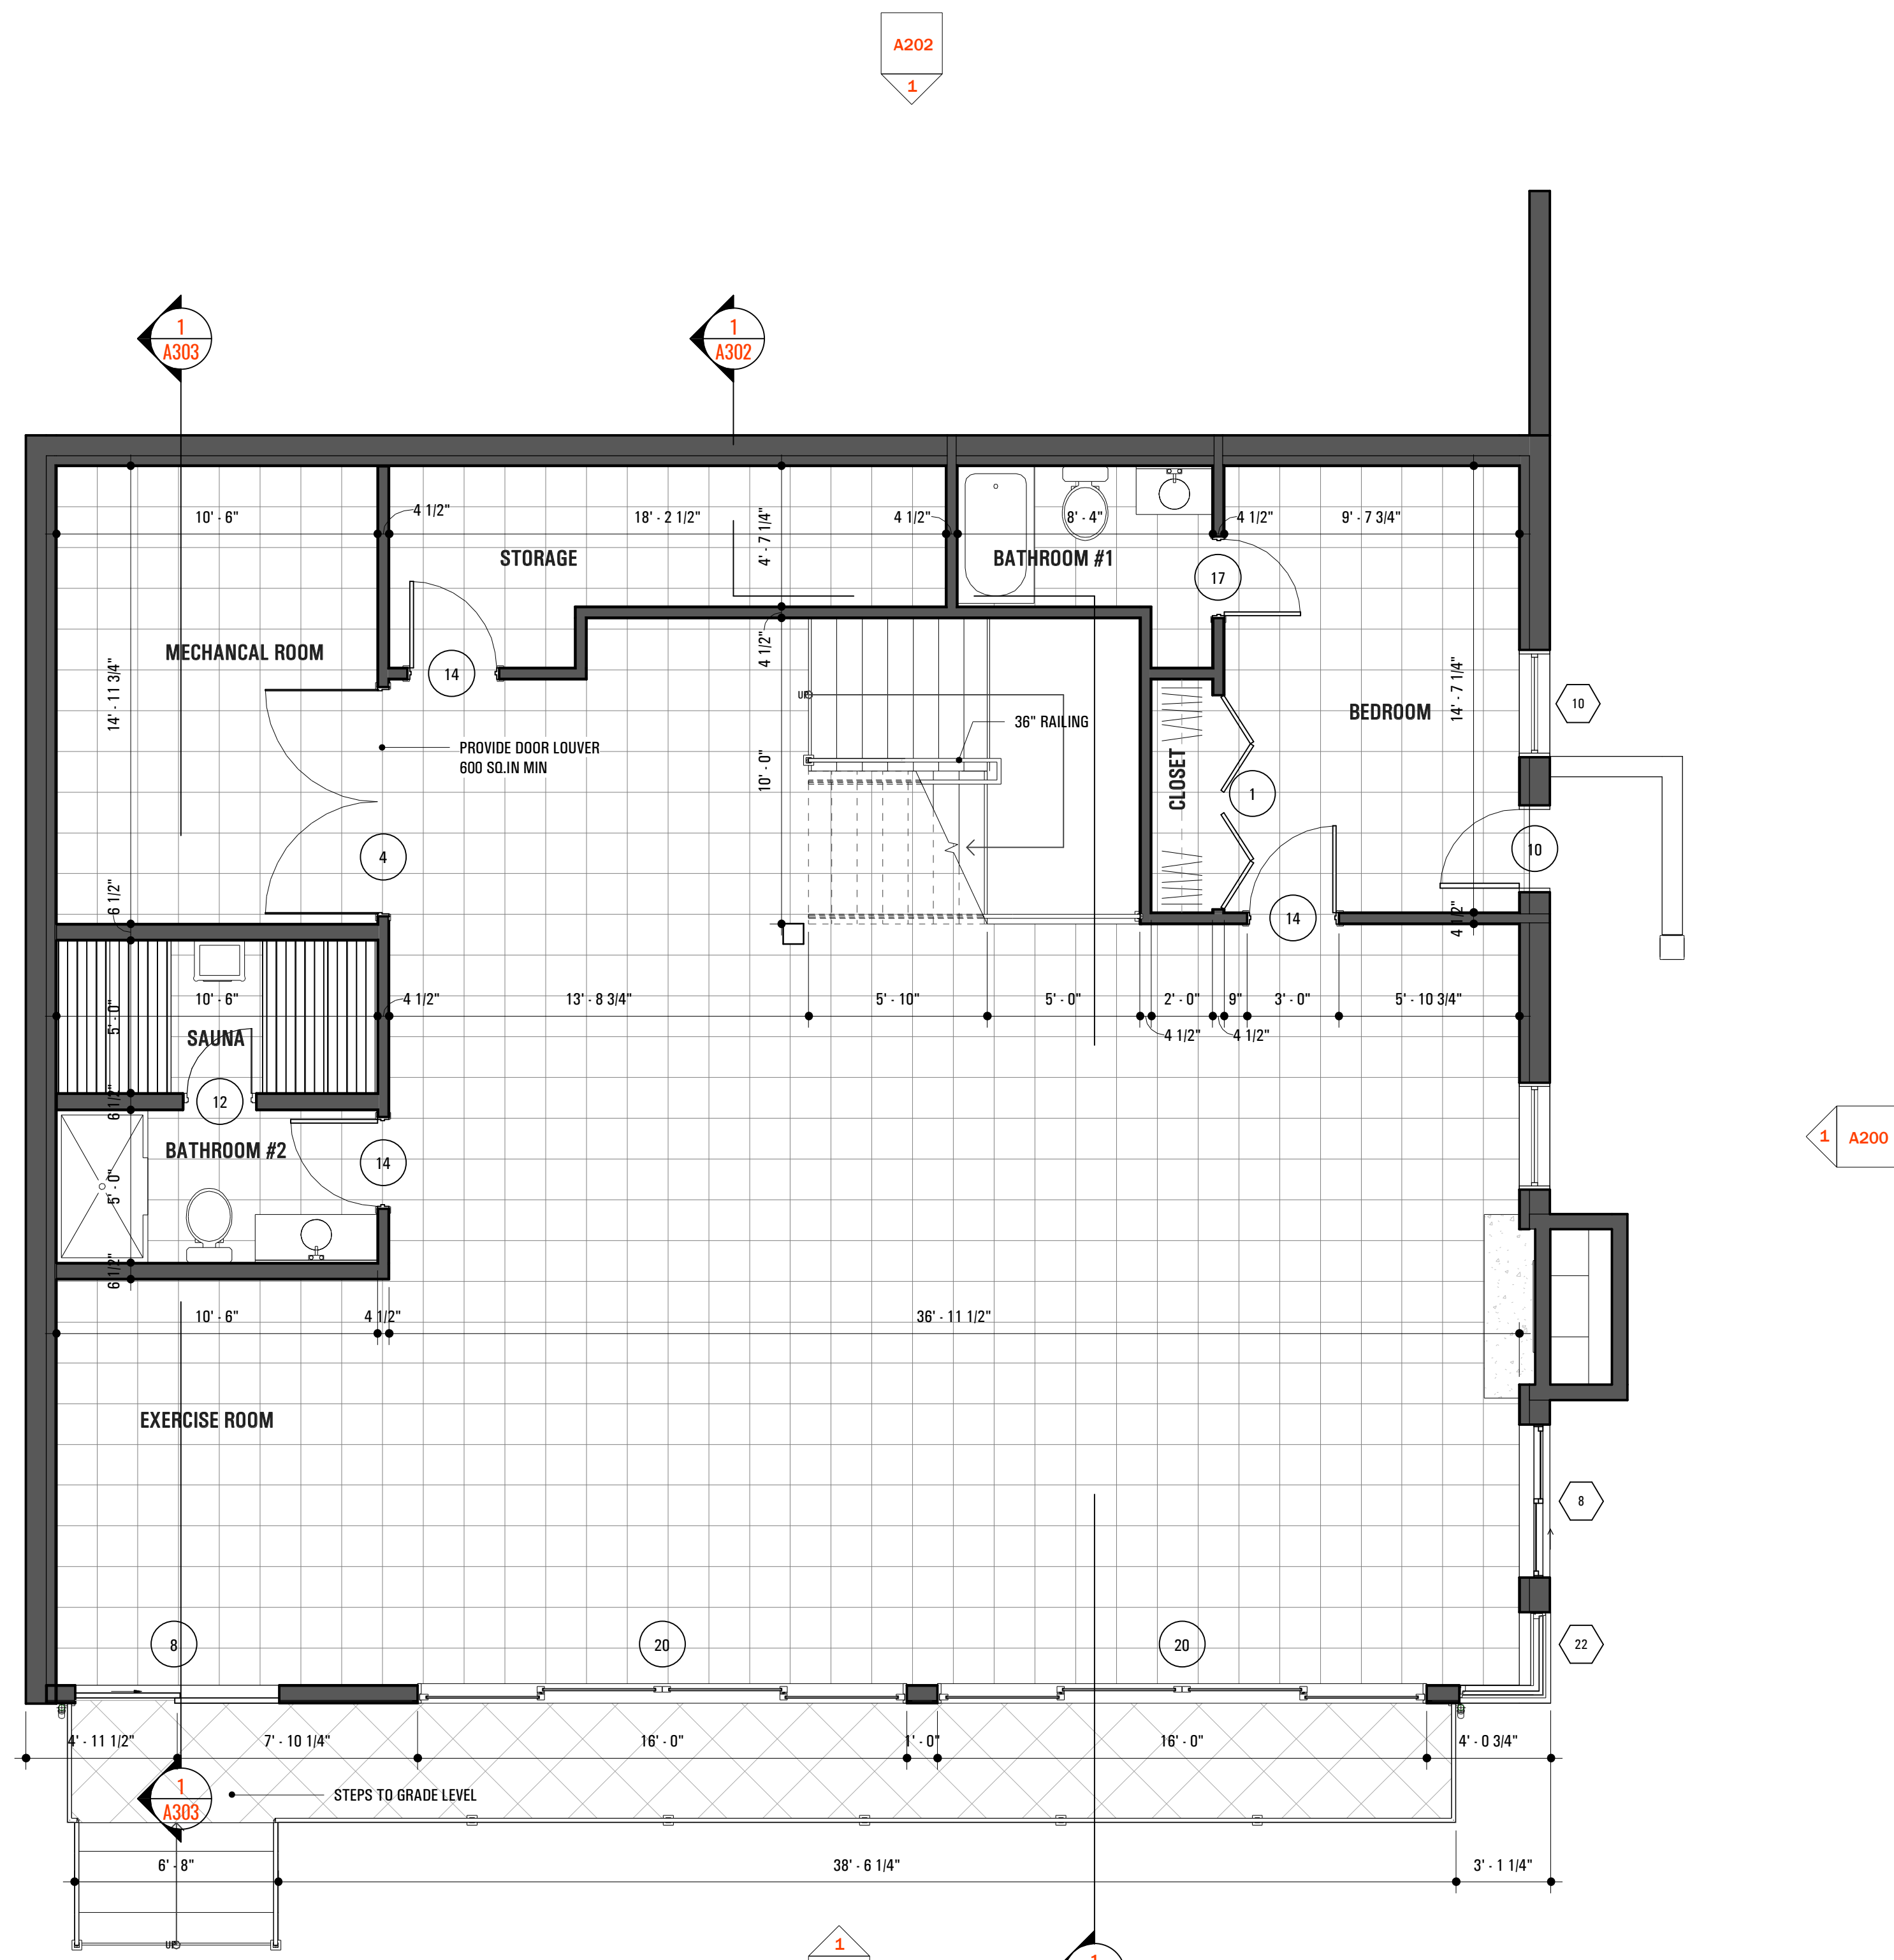 A202
1
1
A303
1
A302
10' - 6"
4 1/2"
18' - 2 1/2"
4 1/2"
8' - 4"
4 1/2"
9' - 7 3/4"
4' - 7 1/4"
STORAGE
BATHROOM #1
17
MECHANCAL ROOM
14
4 1/2"
14' - 11 3/4"
UP
36" RAILING
BEDROOM
14' - 7 1/4"
10
PROVIDE DOOR LOUVER
600 SQ.IN MIN
10' - 0"
CLOSET
1
4
10
6 1/2"
14
4 1/2"
10' - 6"
4 1/2"
13' - 8 3/4"
5' - 10"
5' - 0"
2' - 0"
9"
3' - 0"
5' - 10 3/4"
5' - 0"
SAUNA
4 1/2"
4 1/2"
6 1/2"
12
BATHROOM #2
14
1
A200
5' - 0"
6 1/2"
10' - 6"
4 1/2"
36' - 11 1/2"
EXERCISE ROOM
8
8
20
20
22
4' - 11 1/2"
7' - 10 1/4"
16' - 0"
1' - 0"
16' - 0"
4' - 0 3/4"
1
A303
STEPS TO GRADE LEVEL
6' - 8"
38' - 6 1/4"
3' - 1 1/4"
UP
1
1